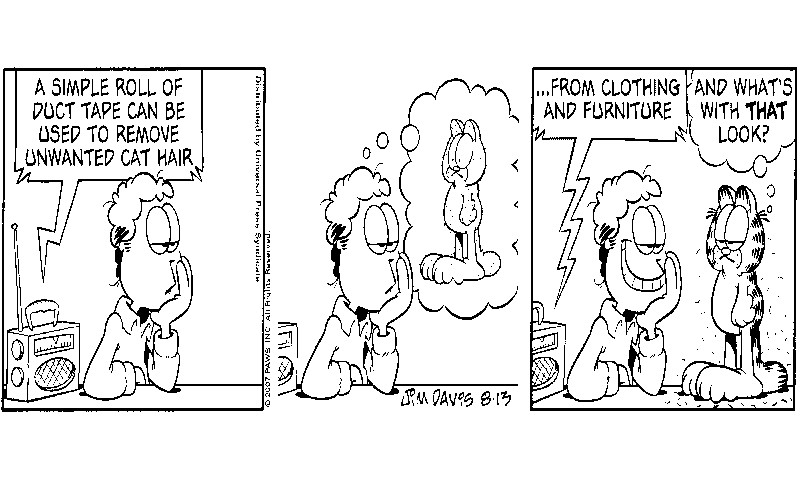 A SIMPLE ROLL OF
DUCT TAPE CAN BE
USED TO REMOVE
UNWANTED CAT HAIR
Distributed by Universal Press Syndicate
© 2007 PAWS, INC. All Rights Reserved.
JIM DAVIS 8·13
...FROM CLOTHING
AND FURNITURE
AND WHAT'S
WITH THAT
LOOK?